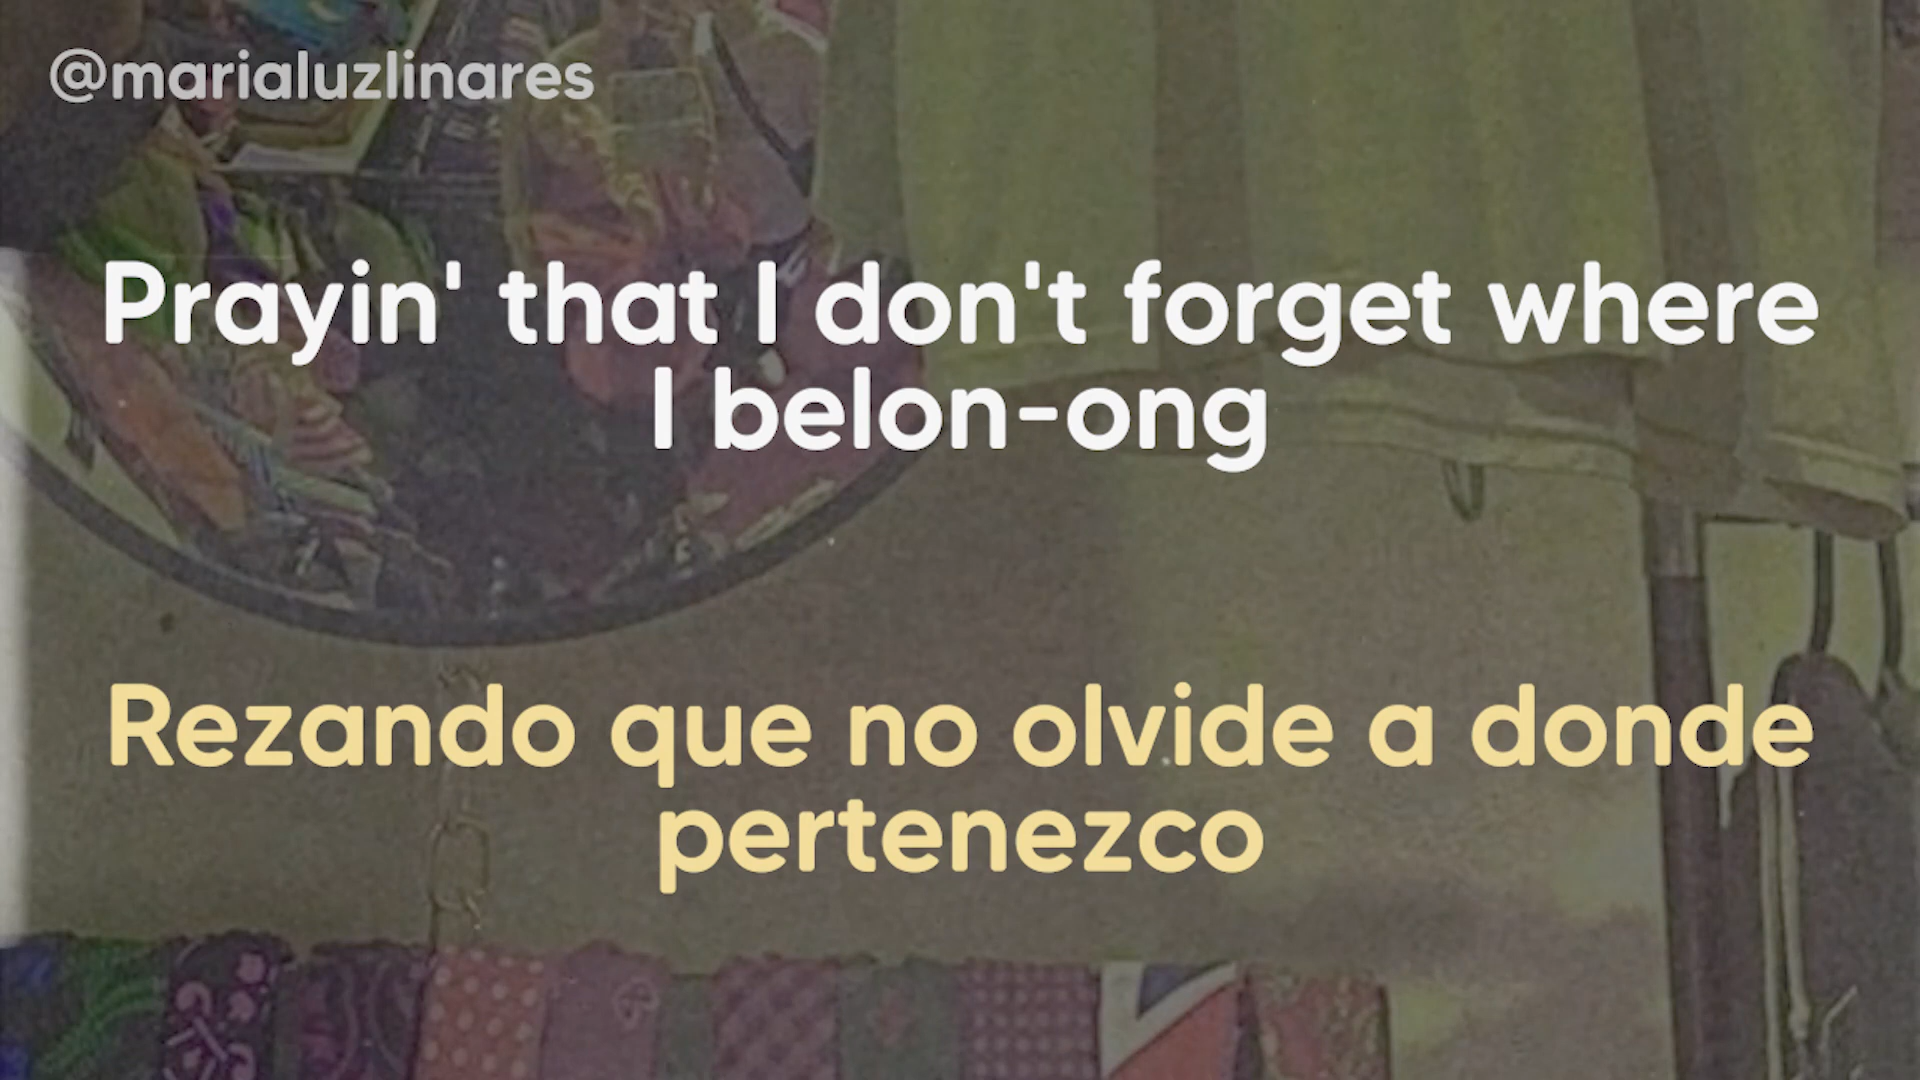 @marialuzlinares
Prayin' that I don't forget where
I belon-ong
Rezando que no olvide a donde
pertenezco